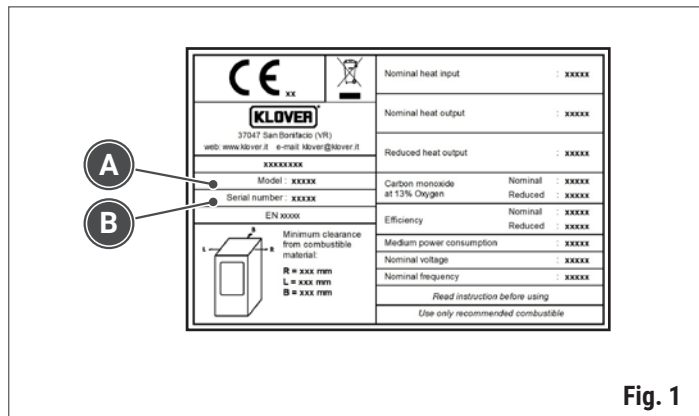 CE xx
KLOVER
37047 San Bonifacio (VR)
web: www.klover.it e-mail: klover@klover.it
xxxxxxxx
A
Model : xxxxx
B
Serial number : xxxxx
EN xxxxx
B
L
R
Minimum clearance
from combustible
material:
R = xxx mm
L = xxx mm
B = xxx mm
Nominal heat input : xxxxx
Nominal heat output : xxxxx
Reduced heat output : xxxxx
Carbon monoxide Nominal : xxxxx
at 13% Oxygen Reduced : xxxxx
Efficiency Nominal : xxxxx
Reduced : xxxxx
Medium power consumption : xxxxx
Nominal voltage : xxxxx
Nominal frequency : xxxxx
Read instruction before using
Use only recommended combustible
Fig. 1